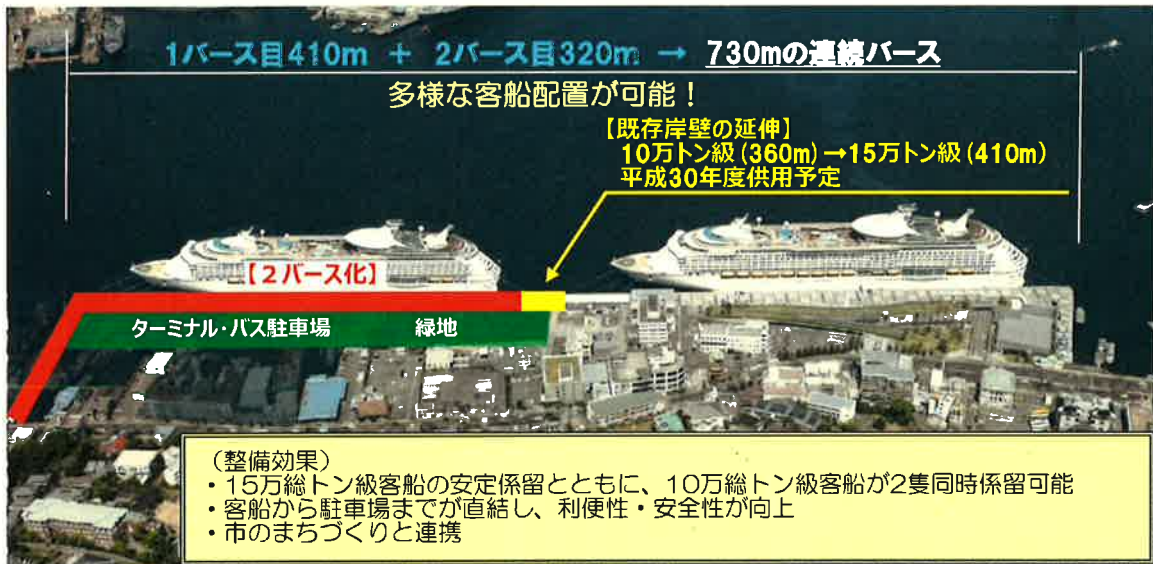 1バース目410m + 2バース目320m → 730mの連続バース
多様な客船配置が可能!
【既存岸壁の延伸】
10万トン級(360m)→15万トン級(410m)
平成30年度供用予定
【2バース化】
ターミナル・バス駐車場 緑地
(整備効果)
・15万総トン級客船の安定係留とともに、10万総トン級客船が2隻同時係留可能
・客船から駐車場までが直結し、利便性・安全性が向上
・市のまちづくりと連携